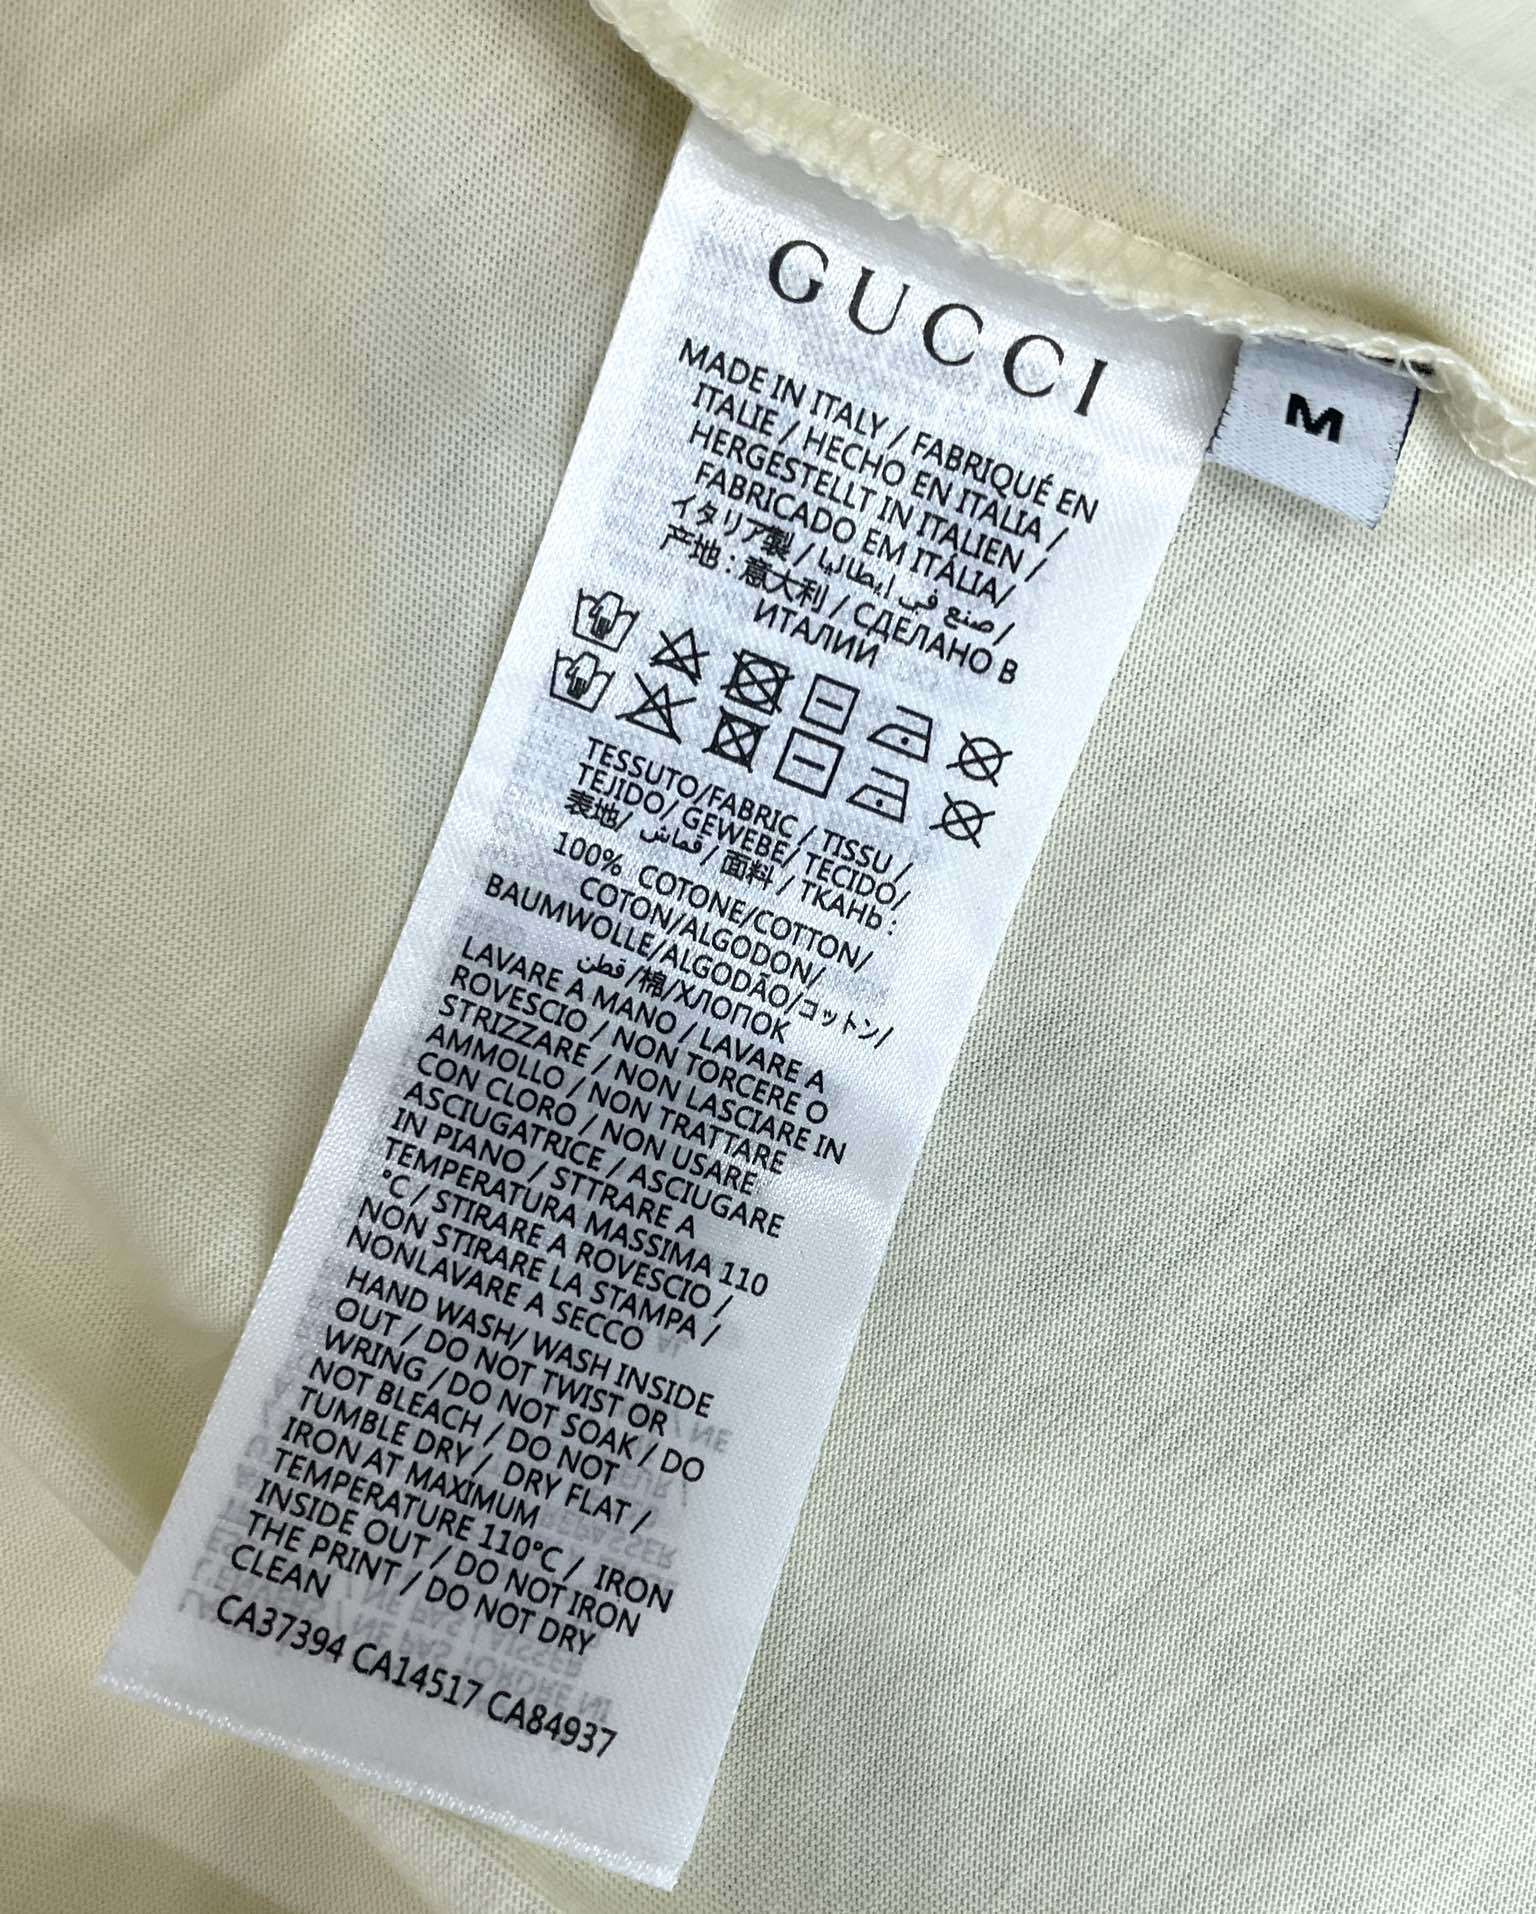 GUCCI
M
MADE IN ITALY / FABRIQUÉ EN
ITALIE / HECHO EN ITALIA /
HERGESTELLT IN ITALIEN /
FABRICADO EM ITÁLIA/
イタリア製 / صنع في ايطاليا /
产地 : 意大利 / СДЕЛАНО В
ИТАЛИИ
TESSUTO/FABRIC / TISSU /
TEJIDO/ GEWEBE/ TECIDO/
表地/ قماش / 面料 / ТКАНЬ :
100% COTONE/COTTON/
COTON/ALGODON/
BAUMWOLLE/ALGODÃO/コットン/
قطن /棉/ХЛОПОК
LAVARE A MANO / LAVARE A
ROVESCIO / NON TORCERE O
STRIZZARE / NON LASCIARE IN
AMMOLLO / NON TRATTARE
CON CLORO / NON USARE
ASCIUGATRICE / ASCIUGARE
IN PIANO / STTRARE A
TEMPERATURA MASSIMA 110
°C / STIRARE A ROVESCIO /
NON STIRARE LA STAMPA /
NONLAVARE A SECCO
HAND WASH/ WASH INSIDE
OUT / DO NOT TWIST OR
WRING / DO NOT SOAK / DO
NOT BLEACH / DO NOT
TUMBLE DRY / DRY FLAT /
IRON AT MAXIMUM
TEMPERATURE 110°C / IRON
INSIDE OUT / DO NOT IRON
THE PRINT / DO NOT DRY
CLEAN
CA37394 CA14517 CA84937